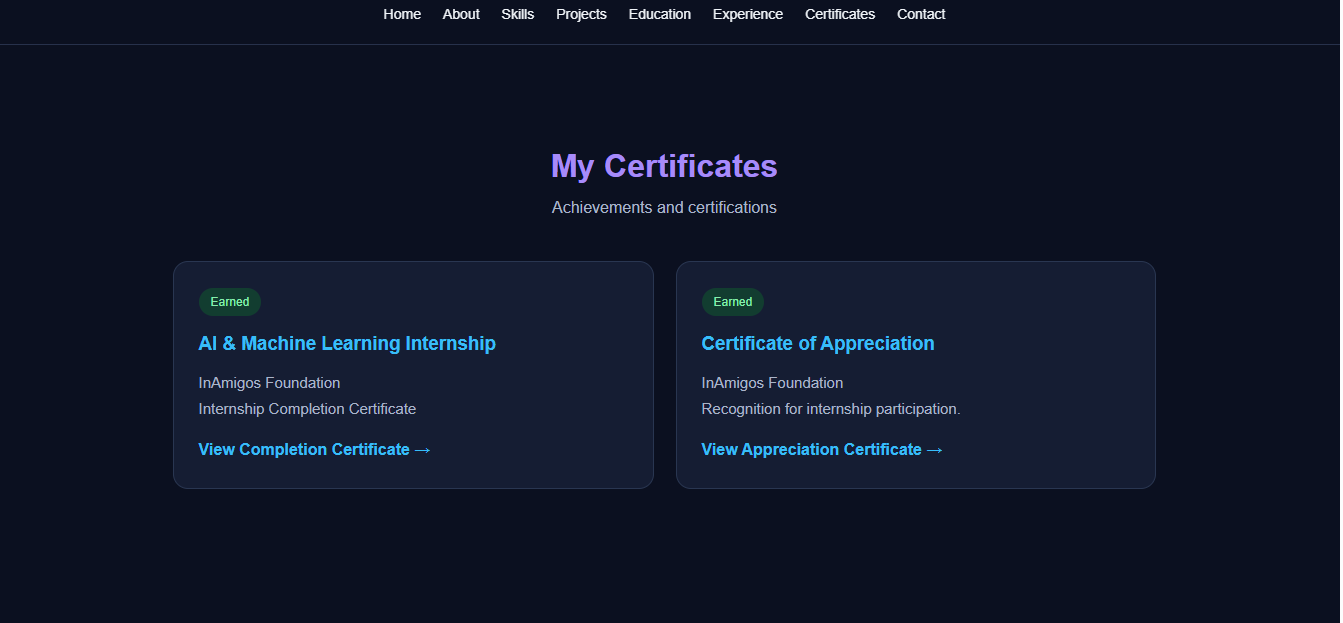 Home About Skills Projects Education Experience Certificates Contact
My Certificates
Achievements and certifications
Earned
AI & Machine Learning Internship
InAmigos Foundation
Internship Completion Certificate
View Completion Certificate →
Earned
Certificate of Appreciation
InAmigos Foundation
Recognition for internship participation.
View Appreciation Certificate →